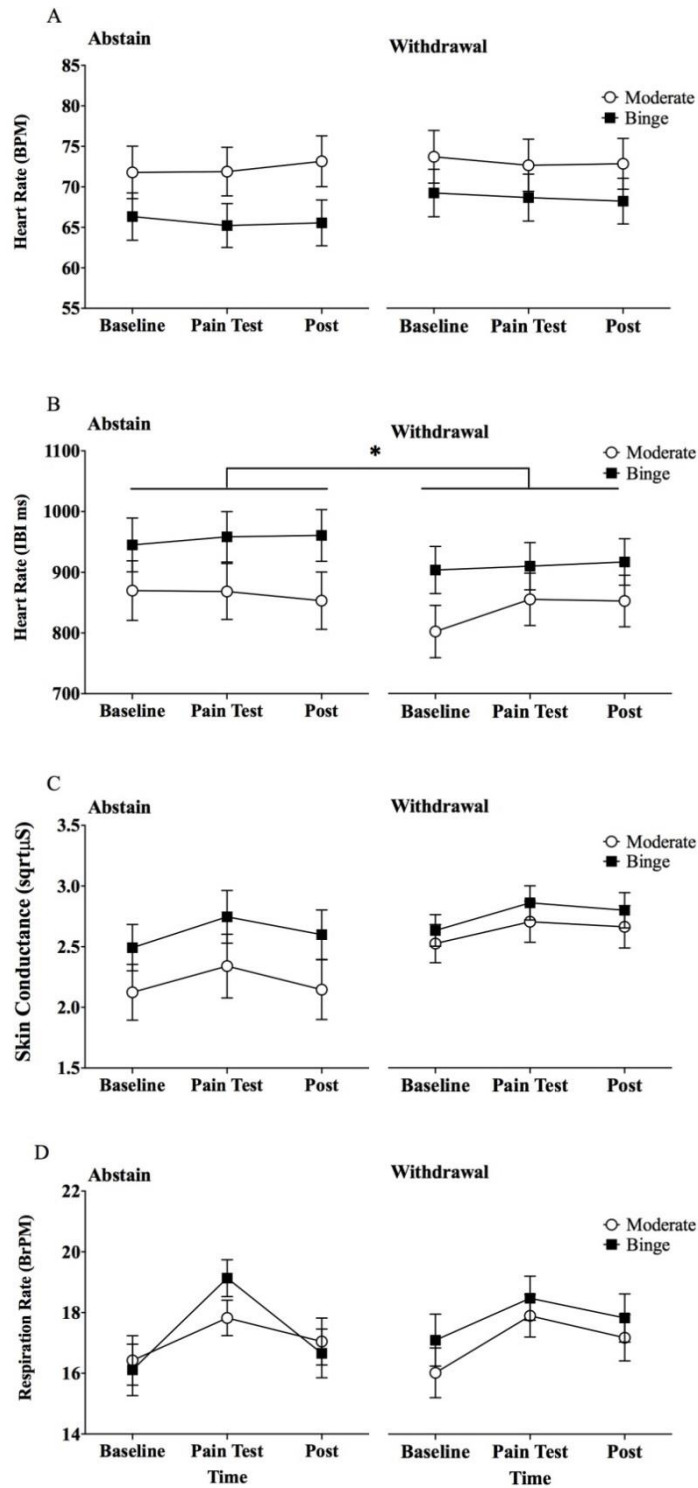 A
Abstain
Withdrawal
Heart Rate (BPM)
85
80
75
70
65
60
55
Moderate
Binge
Baseline Pain Test Post
Baseline Pain Test Post
B
Abstain
Withdrawal
*
Heart Rate (IBI ms)
1100
1000
900
800
700
Moderate
Binge
Baseline Pain Test Post
Baseline Pain Test Post
C
Abstain
Withdrawal
Skin Conductance (sqrtµS)
3.5
3.0
2.5
2.0
1.5
Moderate
Binge
Baseline Pain Test Post
Baseline Pain Test Post
D
Abstain
Withdrawal
Respiration Rate (BrPM)
22
20
18
16
14
Moderate
Binge
Baseline Pain Test Post
Baseline Pain Test Post
Time
Time